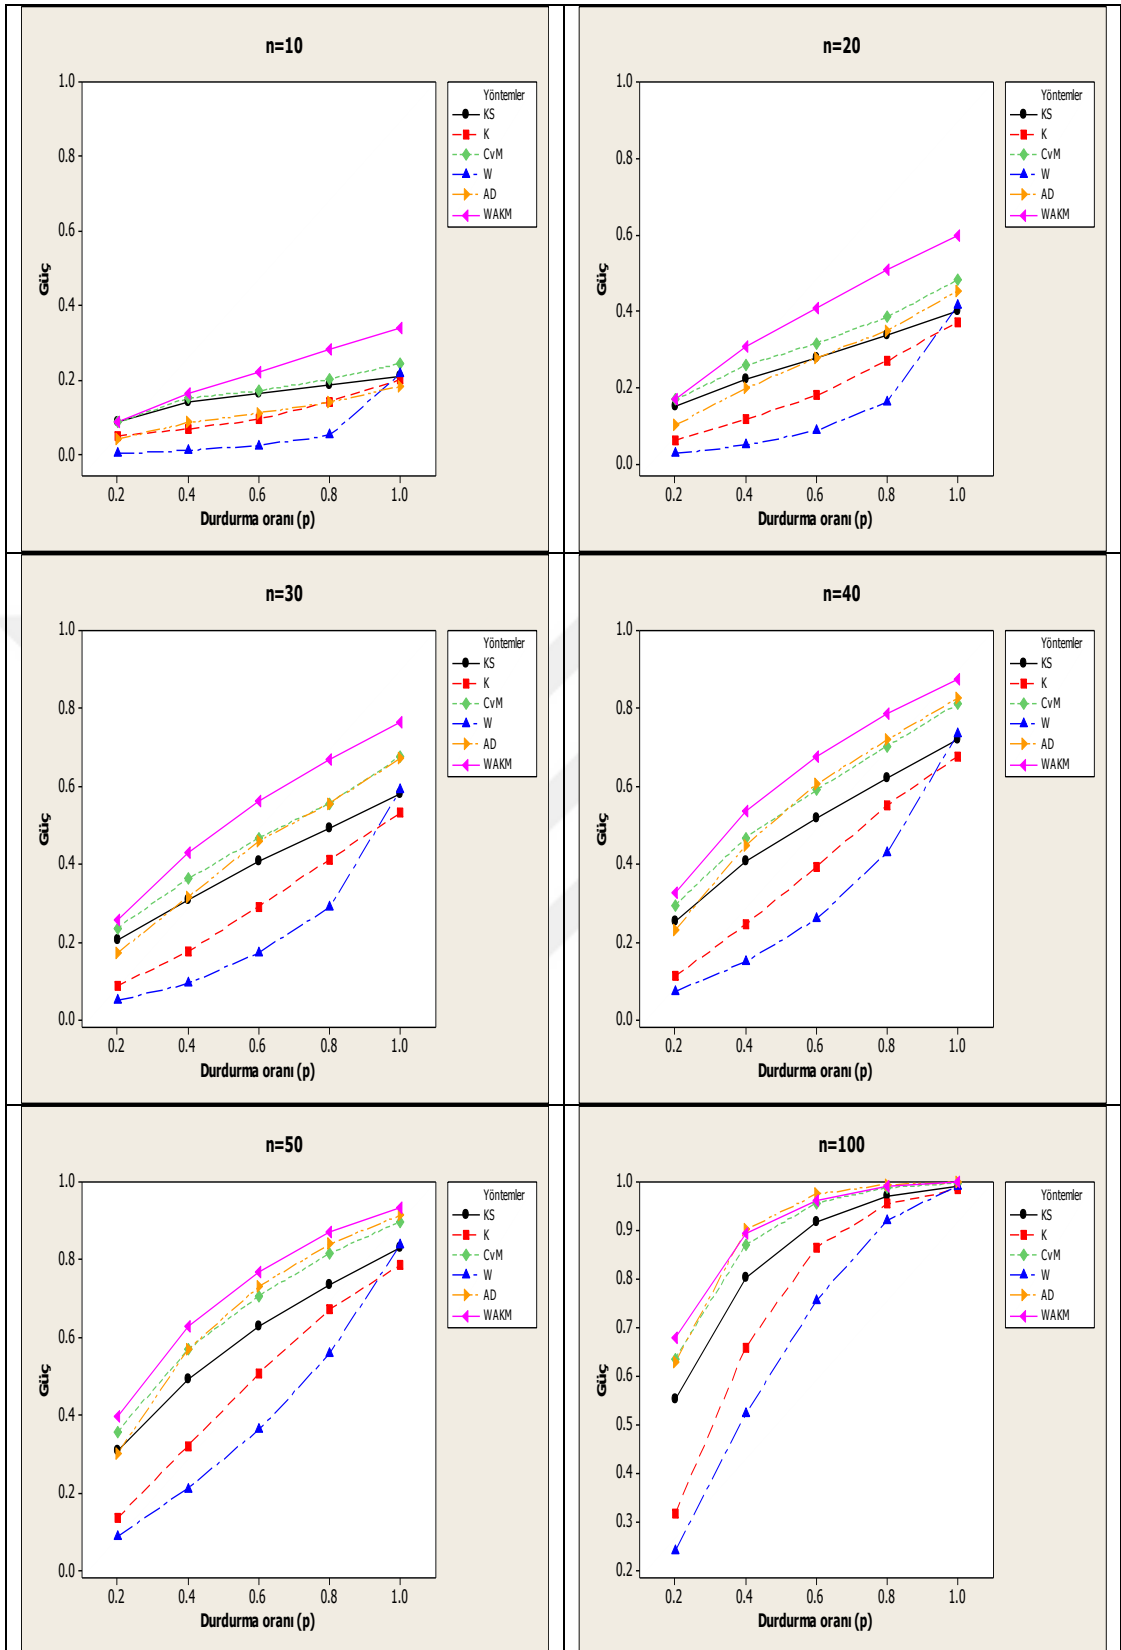 n=10
1.0
0.8
0.6
0.4
0.2
0.0
Güç
0.2 0.4 0.6 0.8 1.0
Durdurma oranı (p)
Yöntemler
KS
K
CvM
W
AD
WAKM
n=20
1.0
0.8
0.6
0.4
0.2
0.0
Güç
0.2 0.4 0.6 0.8 1.0
Durdurma oranı (p)
Yöntemler
KS
K
CvM
W
AD
WAKM
n=30
1.0
0.8
0.6
0.4
0.2
0.0
Güç
0.2 0.4 0.6 0.8 1.0
Durdurma oranı (p)
Yöntemler
KS
K
CvM
W
AD
WAKM
n=40
1.0
0.8
0.6
0.4
0.2
0.0
Güç
0.2 0.4 0.6 0.8 1.0
Durdurma oranı (p)
Yöntemler
KS
K
CvM
W
AD
WAKM
n=50
1.0
0.8
0.6
0.4
0.2
0.0
Güç
0.2 0.4 0.6 0.8 1.0
Durdurma oranı (p)
Yöntemler
KS
K
CvM
W
AD
WAKM
n=100
1.0
0.9
0.8
0.7
0.6
0.5
0.4
0.3
0.2
Güç
0.2 0.4 0.6 0.8 1.0
Durdurma oranı (p)
Yöntemler
KS
K
CvM
W
AD
WAKM